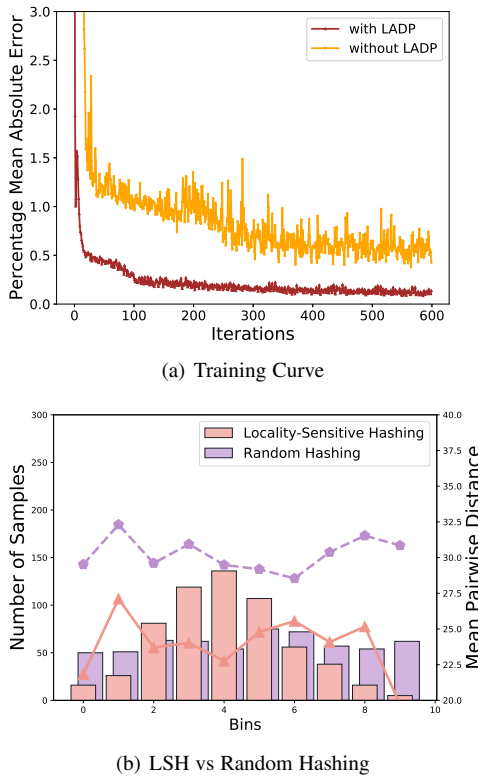 3.0
2.5
2.0
1.5
1.0
0.5
0.0
Percentage Mean Absolute Error
with LADP
without LADP
0 100 200 300 400 500 600
Iterations
(a) Training Curve
300
250
200
150
100
50
0
Number of Samples
Locality-Sensitive Hashing
Random Hashing
40.0
37.5
35.0
32.5
30.0
27.5
25.0
22.5
20.0
Mean Pairwise Distance
0 2 4 6 8 10
Bins
(b) LSH vs Random Hashing